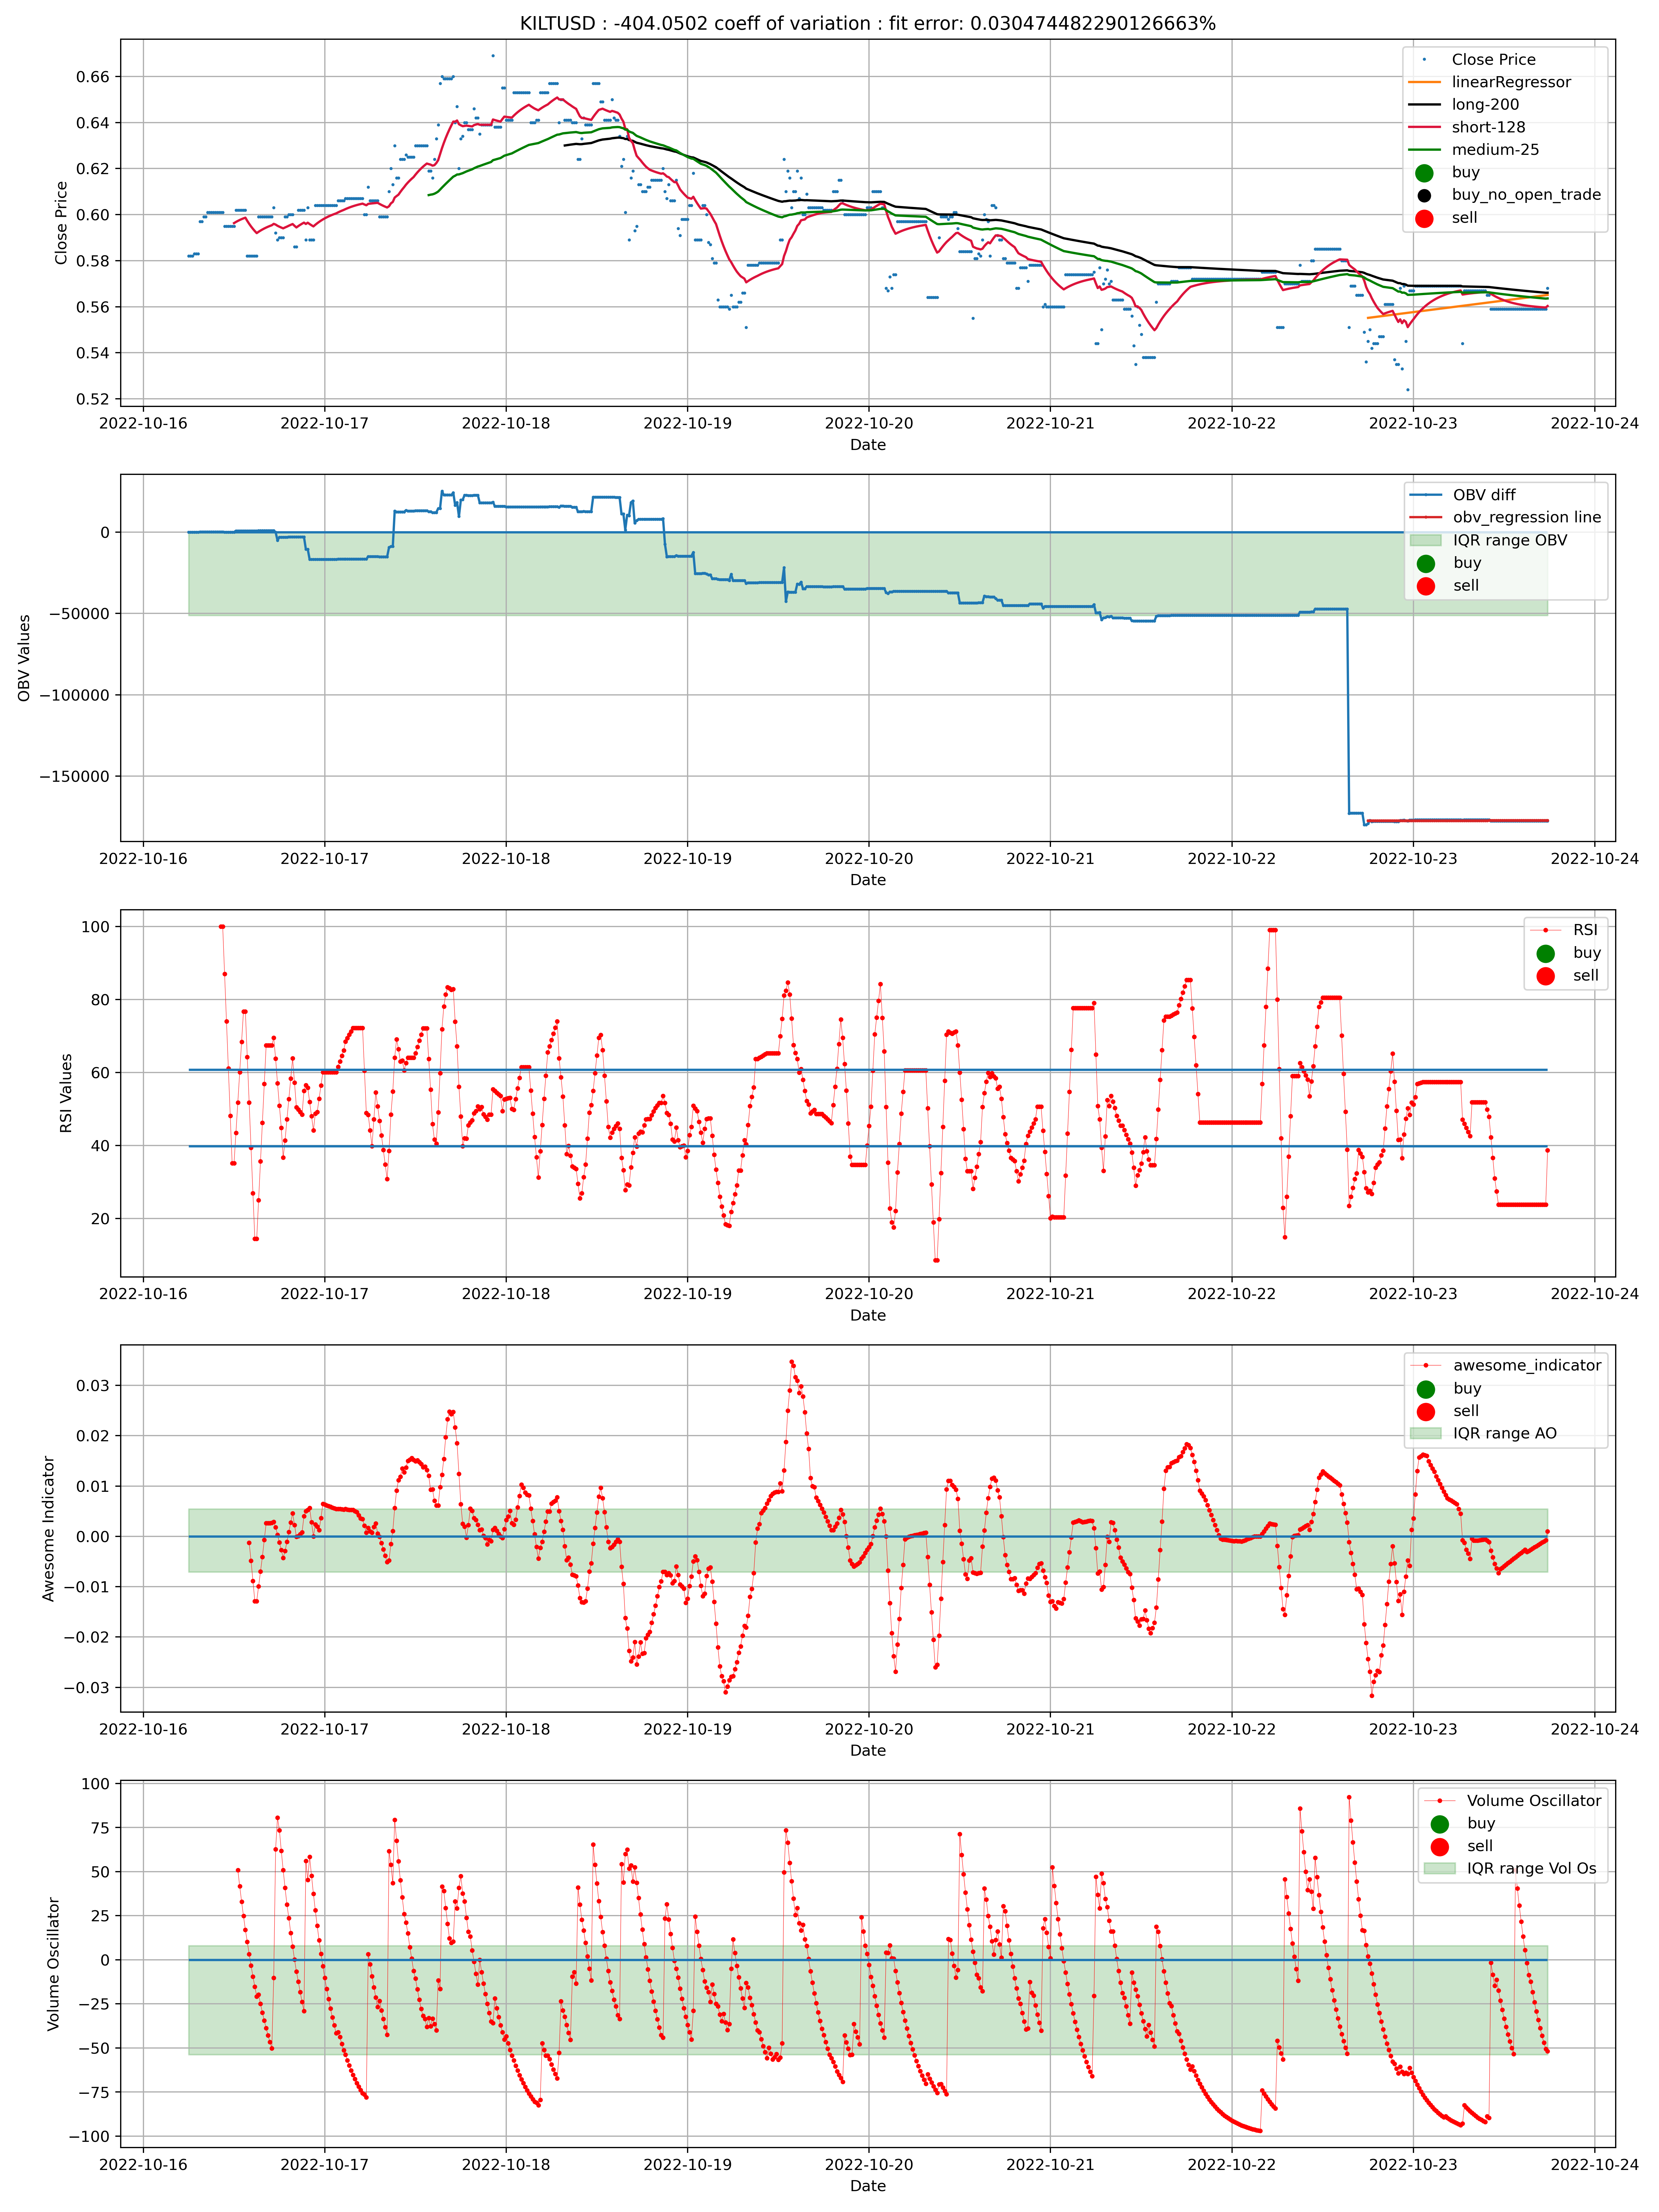 KILTUSD : -404.0502 coeff of variation : fit error: 0.030474482290126663%
Close Price
linearRegressor
long-200
short-128
medium-25
buy
buy_no_open_trade
sell
0.66
0.64
0.62
0.60
0.58
0.56
0.54
0.52
Close Price
2022-10-16 2022-10-17 2022-10-18 2022-10-19 2022-10-20 2022-10-21 2022-10-22 2022-10-23 2022-10-24
Date
OBV diff
obv_regression line
IQR range OBV
buy
sell
0
−50000
−100000
−150000
OBV Values
2022-10-16 2022-10-17 2022-10-18 2022-10-19 2022-10-20 2022-10-21 2022-10-22 2022-10-23 2022-10-24
Date
RSI
buy
sell
100
80
60
40
20
RSI Values
2022-10-16 2022-10-17 2022-10-18 2022-10-19 2022-10-20 2022-10-21 2022-10-22 2022-10-23 2022-10-24
Date
awesome_indicator
buy
sell
IQR range AO
0.03
0.02
0.01
0.00
−0.01
−0.02
−0.03
Awesome Indicator
2022-10-16 2022-10-17 2022-10-18 2022-10-19 2022-10-20 2022-10-21 2022-10-22 2022-10-23 2022-10-24
Date
Volume Oscillator
buy
sell
IQR range Vol Os
100
75
50
25
0
−25
−50
−75
−100
Volume Oscillator
2022-10-16 2022-10-17 2022-10-18 2022-10-19 2022-10-20 2022-10-21 2022-10-22 2022-10-23 2022-10-24
Date